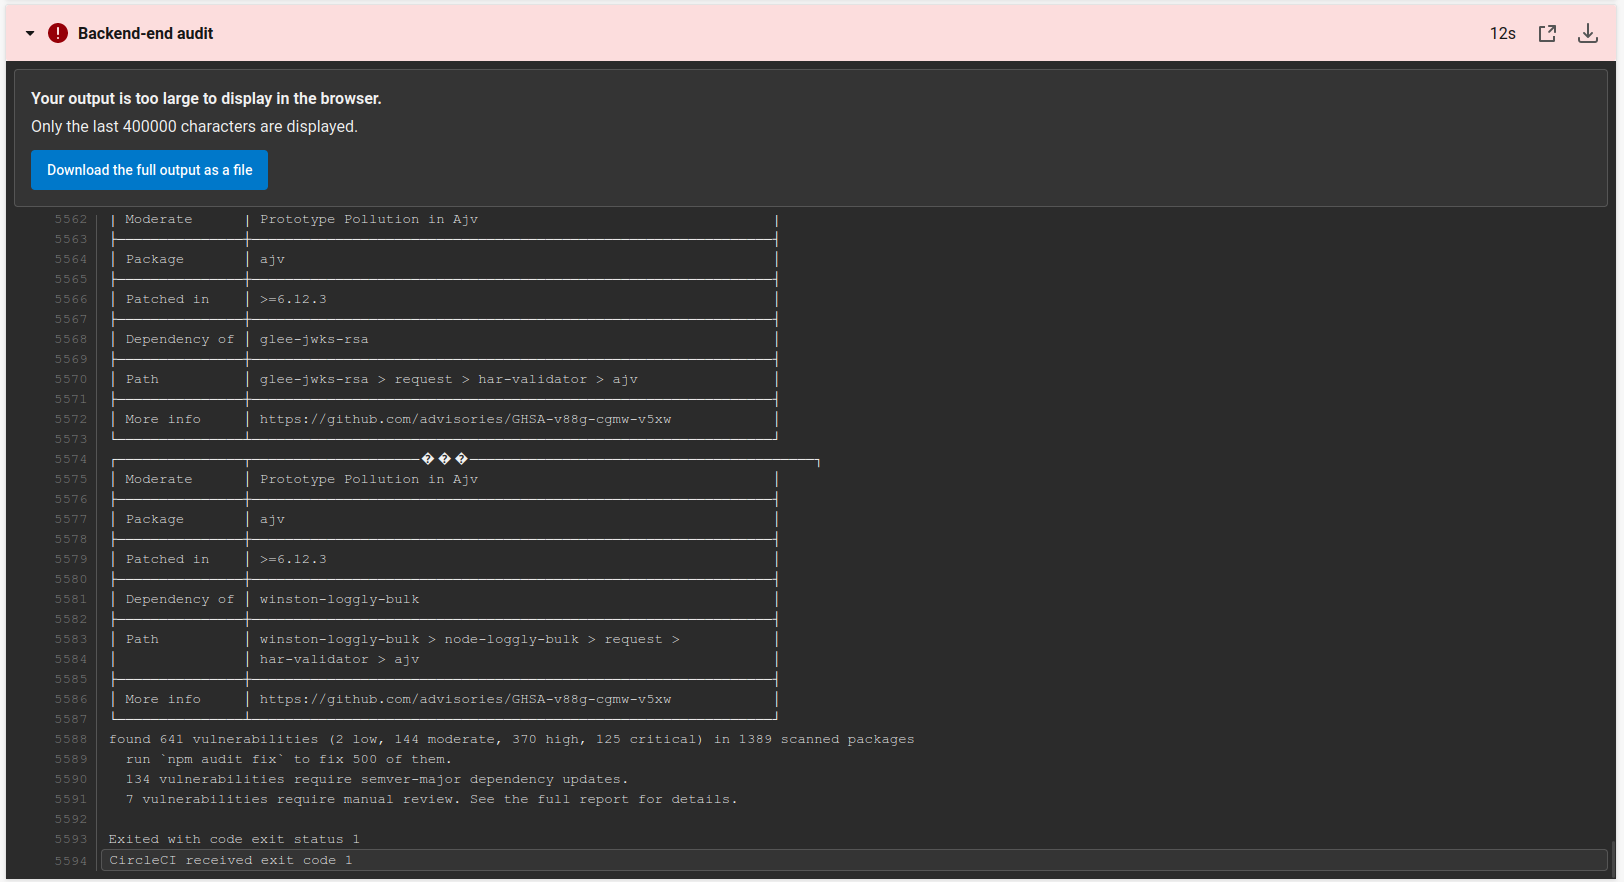 Backend-end audit 12s
Your output is too large to display in the browser.
Only the last 400000 characters are displayed.
Download the full output as a file
5562 | Moderate | Prototype Pollution in Ajv |
5563
5564 | Package | ajv |
5565
5566 | Patched in | >=6.12.3 |
5567
5568 | Dependency of | glee-jwks-rsa |
5569
5570 | Path | glee-jwks-rsa > request > har-validator > ajv |
5571
5572 | More info | https://github.com/advisories/GHSA-v88g-cgmw-v5xw |
5573
5574 ���
5575 | Moderate | Prototype Pollution in Ajv |
5576
5577 | Package | ajv |
5578
5579 | Patched in | >=6.12.3 |
5580
5581 | Dependency of | winston-loggly-bulk |
5582
5583 | Path | winston-loggly-bulk > node-loggly-bulk > request > |
5584 | | har-validator > ajv |
5585
5586 | More info | https://github.com/advisories/GHSA-v88g-cgmw-v5xw |
5587
5588 found 641 vulnerabilities (2 low, 144 moderate, 370 high, 125 critical) in 1389 scanned packages
5589 run `npm audit fix` to fix 500 of them.
5590 134 vulnerabilities require semver-major dependency updates.
5591 7 vulnerabilities require manual review. See the full report for details.
5592
5593 Exited with code exit status 1
5594 CircleCI received exit code 1